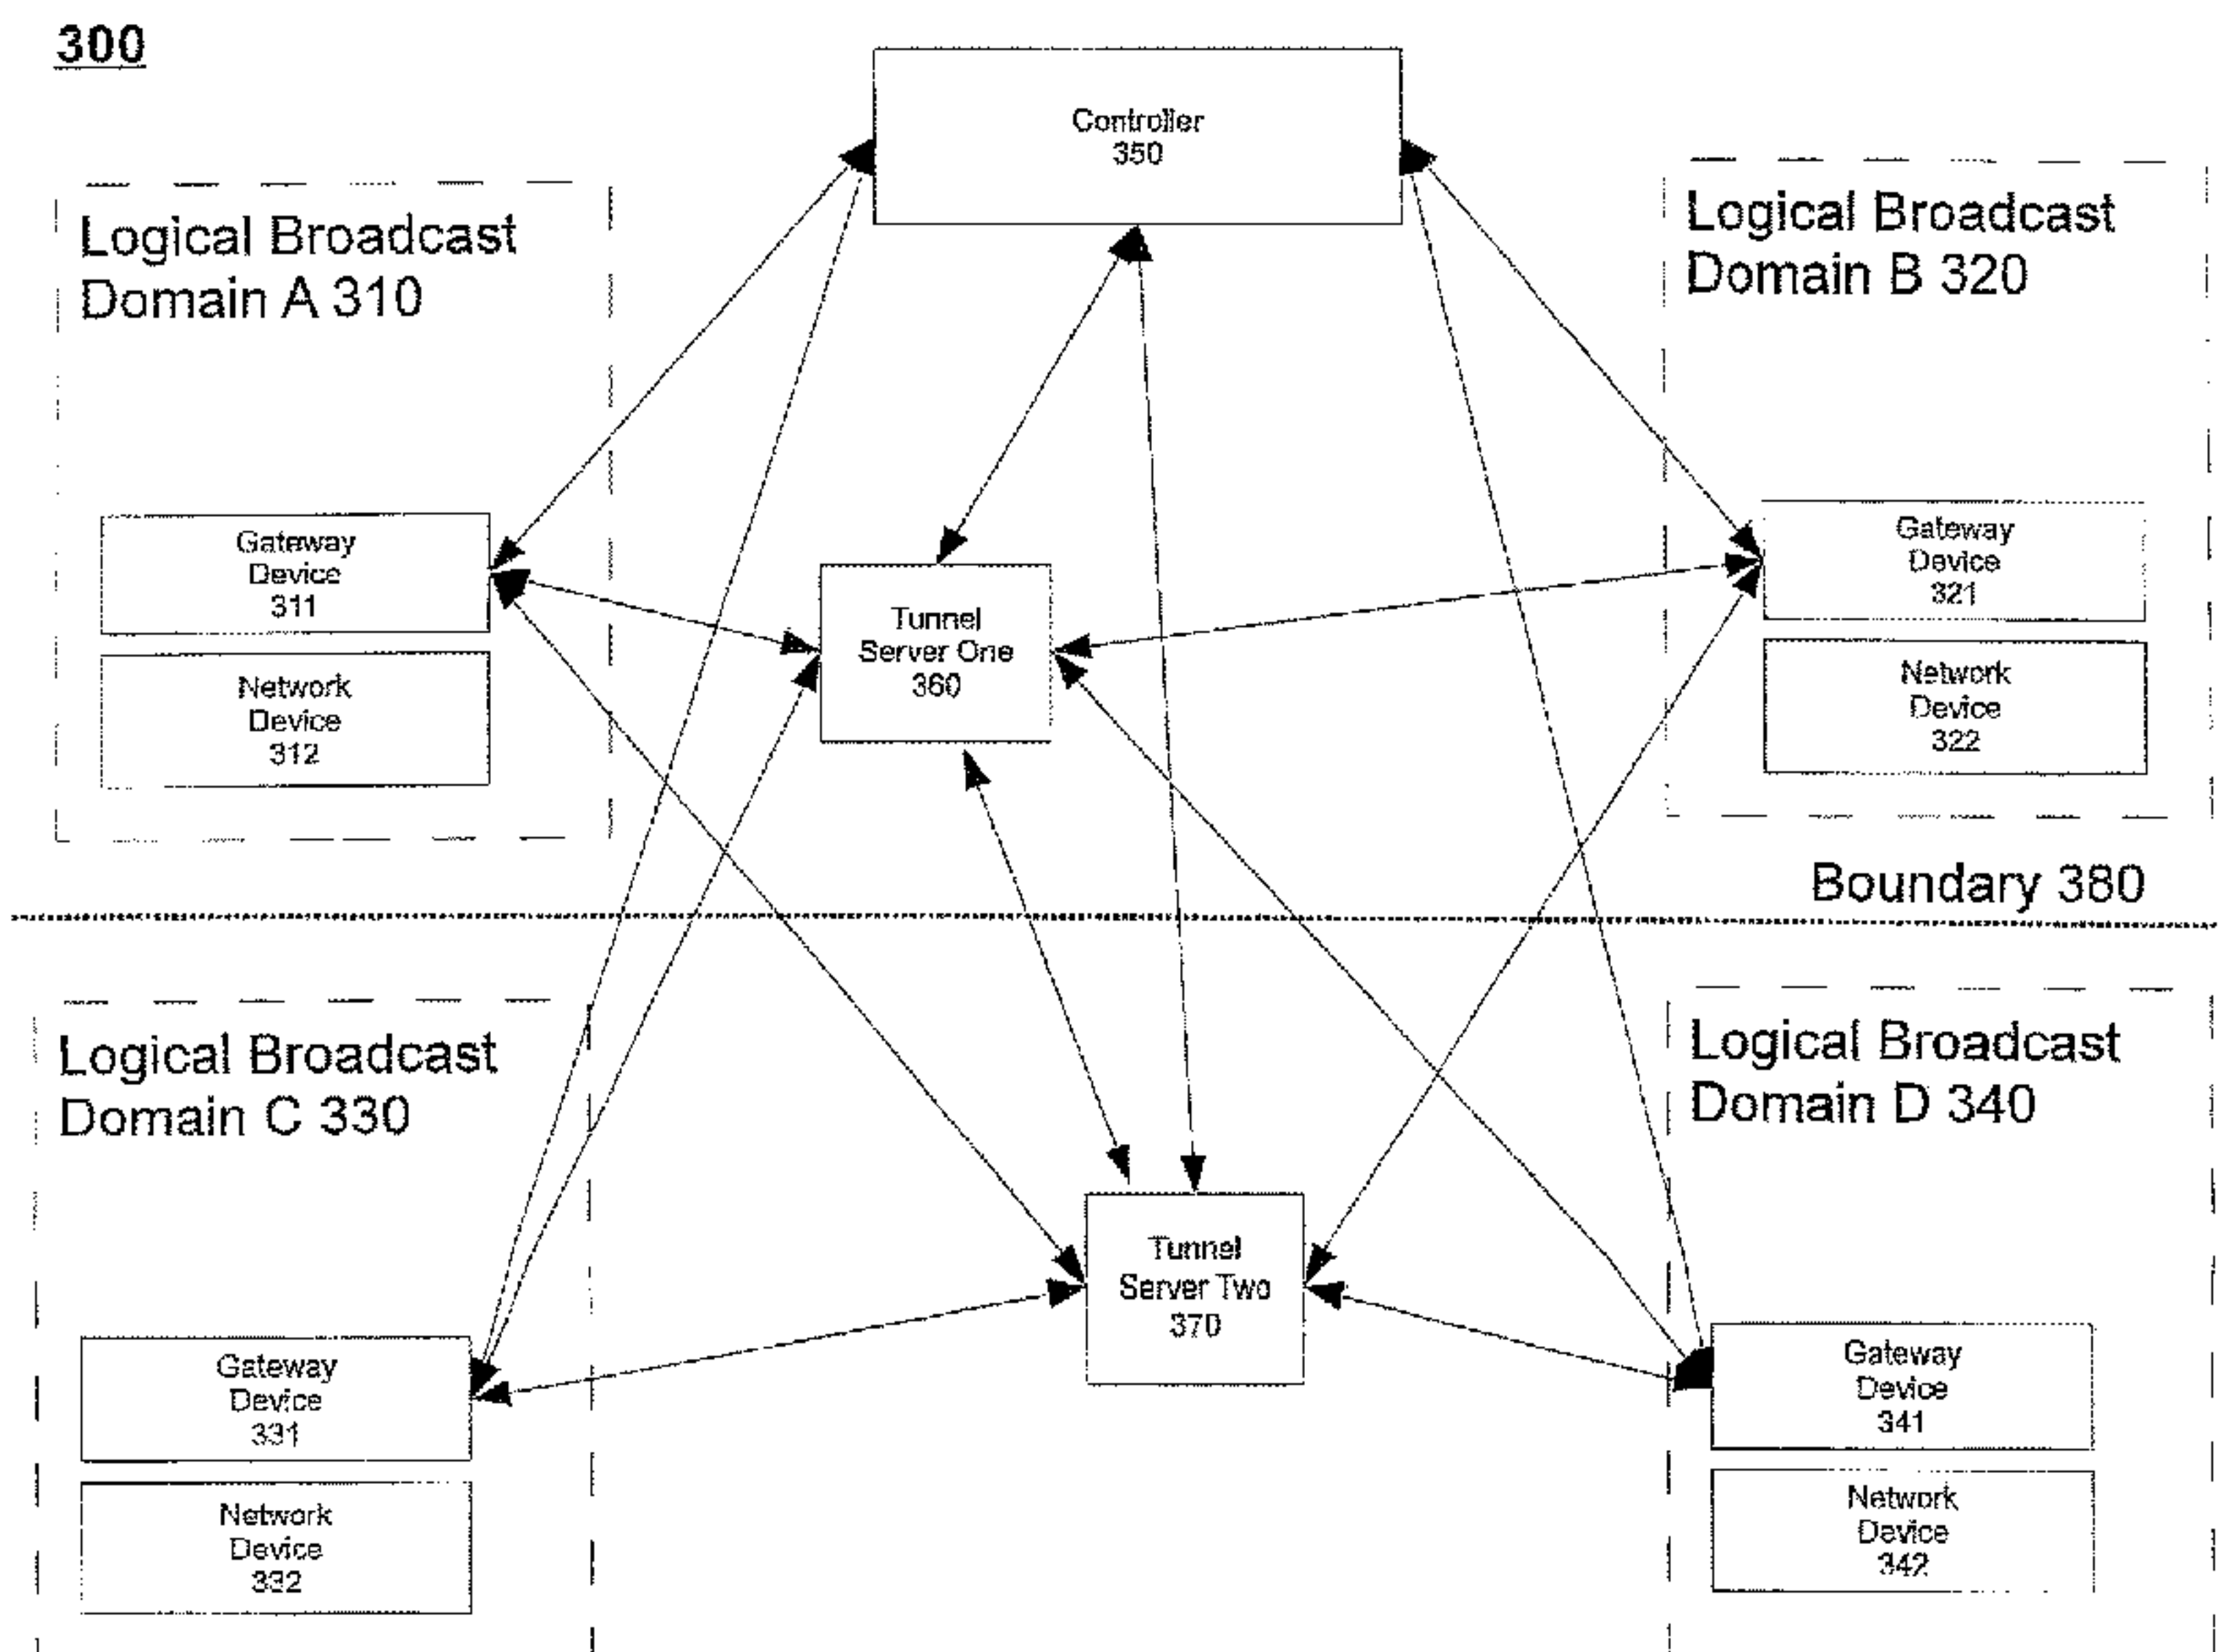 300
Controller
350
Logical Broadcast
Domain A 310
Logical Broadcast
Domain B 320
Gateway
Device
311
Network
Device
312
Tunnel
Server One
360
Gateway
Device
321
Network
Device
322
Boundary 380
Logical Broadcast
Domain C 330
Logical Broadcast
Domain D 340
Tunnel
Server Two
370
Gateway
Device
331
Network
Device
332
Gateway
Device
341
Network
Device
342